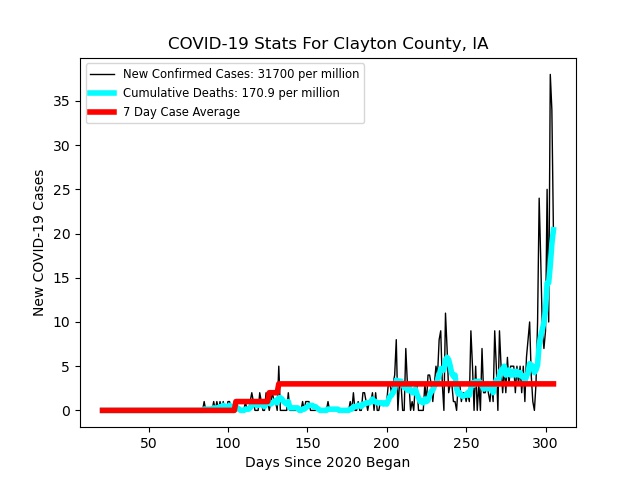 COVID-19 Stats For Clayton County, IA
New Confirmed Cases: 31700 per million
Cumulative Deaths: 170.9 per million
7 Day Case Average
35
30
25
20
15
10
5
0
New COVID-19 Cases
50 100 150 200 250 300
Days Since 2020 Began